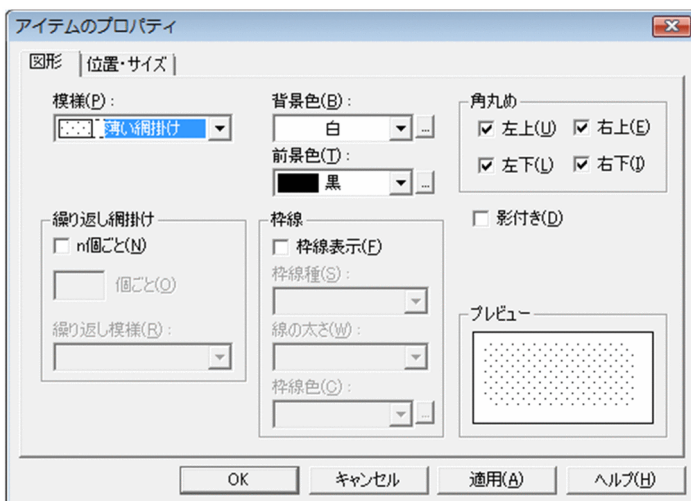 アイテムのプロパティ
図形
位置・サイズ
模様(P):
薄い網掛け
背景色(B):
白
...
前景色(T):
黒
...
角丸め
左上(U)
右上(E)
左下(L)
右下(I)
繰り返し網掛け
n個ごと(N)
個ごと(O)
繰り返し模様(R):
枠線
枠線表示(F)
枠線種(S):
線の太さ(W):
枠線色(C):
...
影付き(D)
プレビュー
OK
キャンセル
適用(A)
ヘルプ(H)